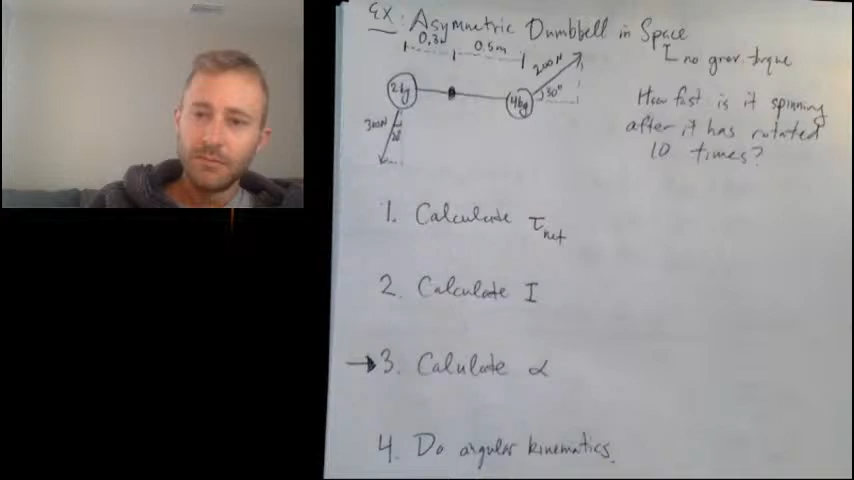 EX: Asymmetric Dumbbell in Space
no grav. torque
0.3m 0.5m
200N
2kg
4kg
30°
300N
How fast is it spinning
after it has rotated
10 times?
1. Calculate τnet
2. Calculate I
3. Calulate α
4. Do angular kinematics.